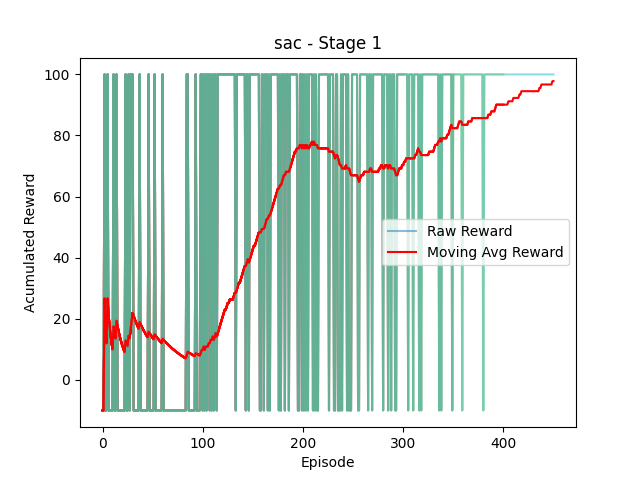 sac - Stage 1
100
80
60
40
20
0
Acumulated Reward
Raw Reward
Moving Avg Reward
0
100
200
300
400
Episode